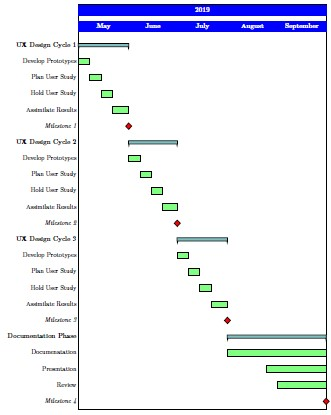 2019
May June July August September
UX Design Cycle 1
Develop Prototypes
Plan User Study
Hold User Study
Assimilate Results
Milestone 1
UX Design Cycle 2
Develop Prototypes
Plan User Study
Hold User Study
Assimilate Results
Milestone 2
UX Design Cycle 3
Develop Prototypes
Plan User Study
Hold User Study
Assimilate Results
Milestone 3
Documentation Phase
Documenatation
Presentation
Review
Milestone 4